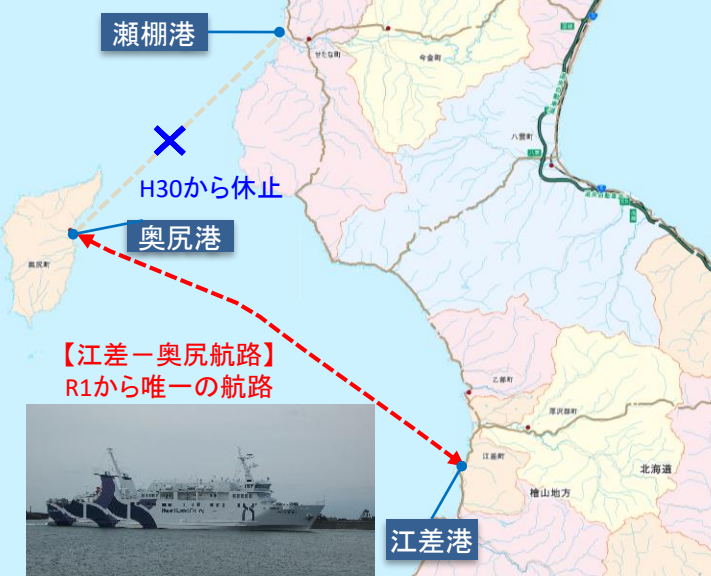 瀬棚港
せたな町
今金町
八雲町
八雲
H30から休止
奥尻港
奥尻町
【江差－奥尻航路】
R1から唯一の航路
乙部町
厚沢部町
江差町
北海道
檜山地方
江差港